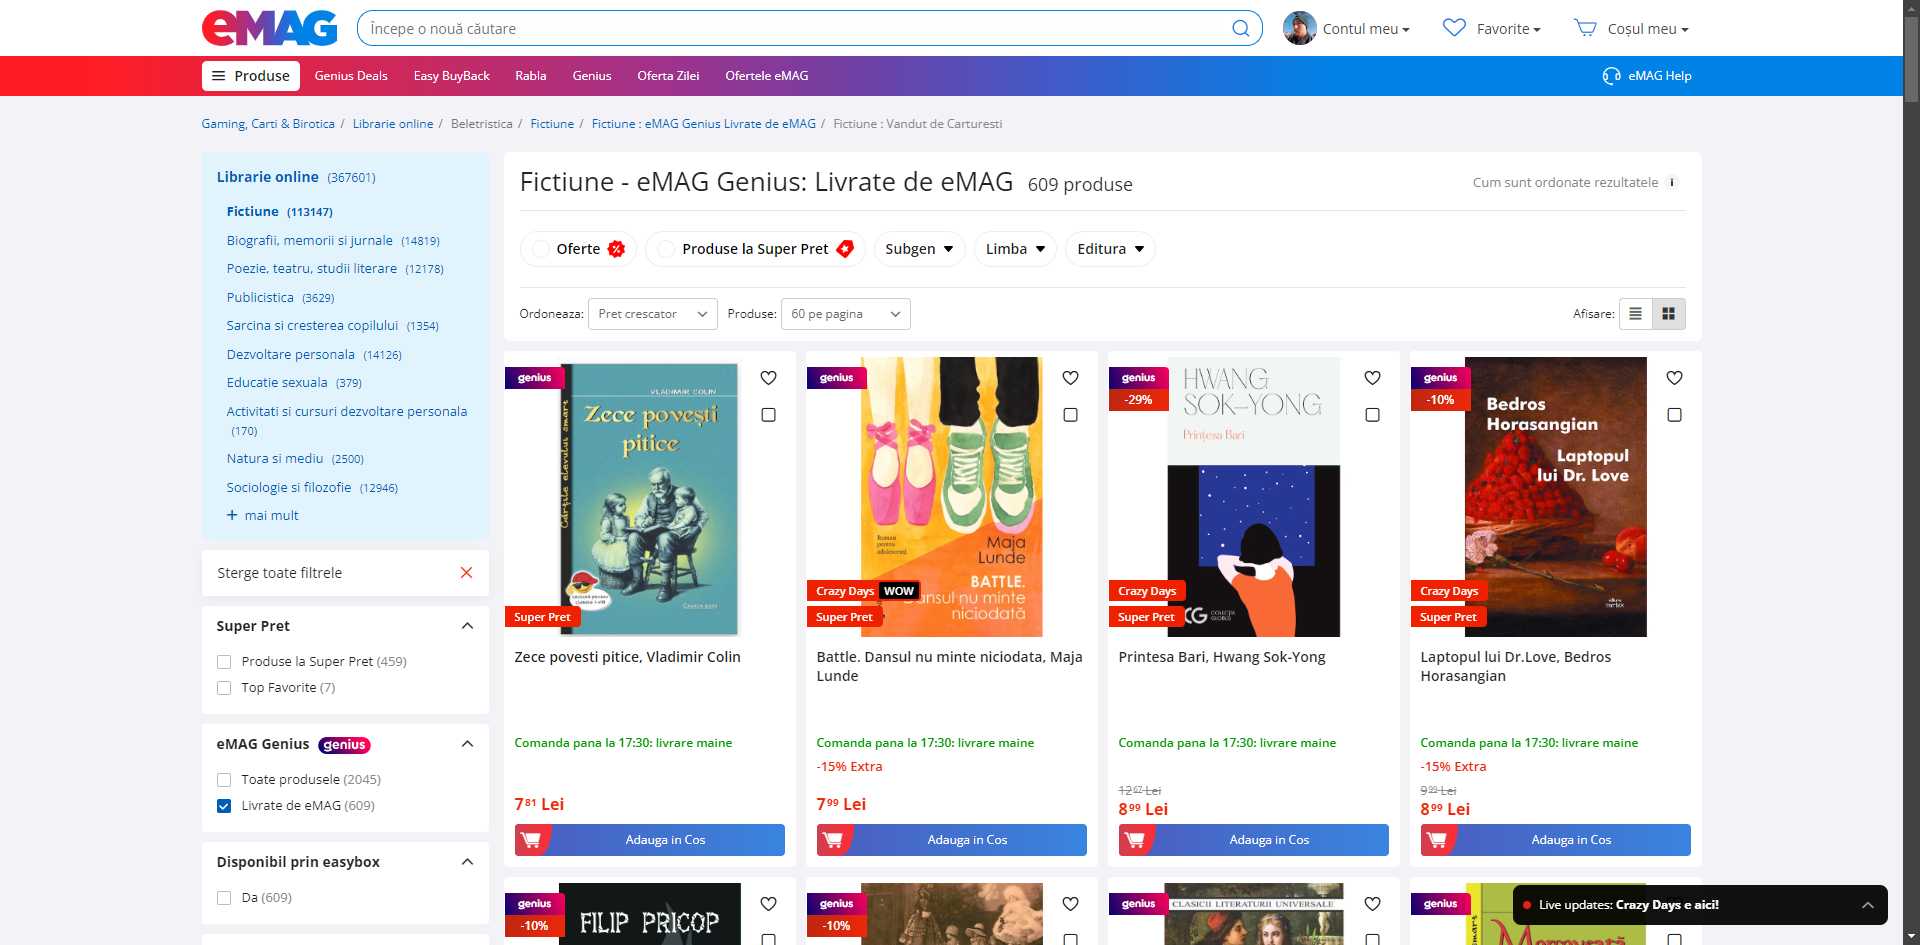 eMAG
Începe o nouă căutare
Contul meu
Favorite
Coșul meu
Produse
Genius Deals
Easy BuyBack
Rabla
Genius
Oferta Zilei
Ofertele eMAG
eMAG Help
Gaming, Carti & Birotica / Librarie online / Beletristica / Fictiune / Fictiune : eMAG Genius Livrate de eMAG / Fictiune : Vandut de Carturesti
Librarie online (367601)
Fictiune (113147)
Biografii, memorii si jurnale (14819)
Poezie, teatru, studii literare (12178)
Publicistica (3629)
Sarcina si cresterea copilului (1354)
Dezvoltare personala (14126)
Educatie sexuala (379)
Activitati si cursuri dezvoltare personala
(170)
Natura si mediu (2500)
Sociologie si filozofie (12946)
+ mai mult
Sterge toate filtrele
Super Pret
Produse la Super Pret (459)
Top Favorite (7)
eMAG Genius genius
Toate produsele (2045)
Livrate de eMAG (609)
Disponibil prin easybox
Da (609)
Fictiune - eMAG Genius: Livrate de eMAG 609 produse
Cum sunt ordonate rezultatele i
Oferte %
Produse la Super Pret
Subgen
Limba
Editura
Ordoneaza: Pret crescator
Produse: 60 pe pagina
Afisare:
genius
VLADIMIR COLIN
Zece povești
pitice
Cărțile elevului smart
Super Pret
Zece povesti pitice, Vladimir Colin
Comanda pana la 17:30: livrare maine
781 Lei
Adauga in Cos
genius
Roman
pentru
adolescenți
Maja
Lunde
BATTLE.
Dansul nu minte
niciodată
Crazy Days WOW
Super Pret
Battle. Dansul nu minte niciodata, Maja
Lunde
Comanda pana la 17:30: livrare maine
-15% Extra
799 Lei
Adauga in Cos
genius
-29%
HWANG
SOK-YONG
Prințesa Bari
Crazy Days
Super Pret
CG COLECȚIA
GLOBUS
Printesa Bari, Hwang Sok-Yong
Comanda pana la 17:30: livrare maine
1267 Lei
899 Lei
Adauga in Cos
genius
-10%
Bedros
Horasangian
Laptopul
lui Dr. Love
Crazy Days
Super Pret
Laptopul lui Dr.Love, Bedros
Horasangian
Comanda pana la 17:30: livrare maine
-15% Extra
999 Lei
899 Lei
Adauga in Cos
genius
-10%
FILIP PRICOP
genius
-10%
genius
CLASICII LITERATURII UNIVERSALE
genius
Live updates: Crazy Days e aici!